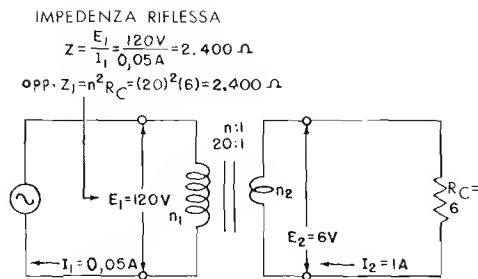 IMPEDENZA RIFLESSA
Z = E1/I1 = 120V/0,05A = 2.400 Ω
opp. Z1 = n²RC = (20)²(6) = 2.400 Ω
n:1
20:1
E1 = 120V
n1
n2
RC =
6
E2 = 6V
I1 = 0,05A
I2 = 1A